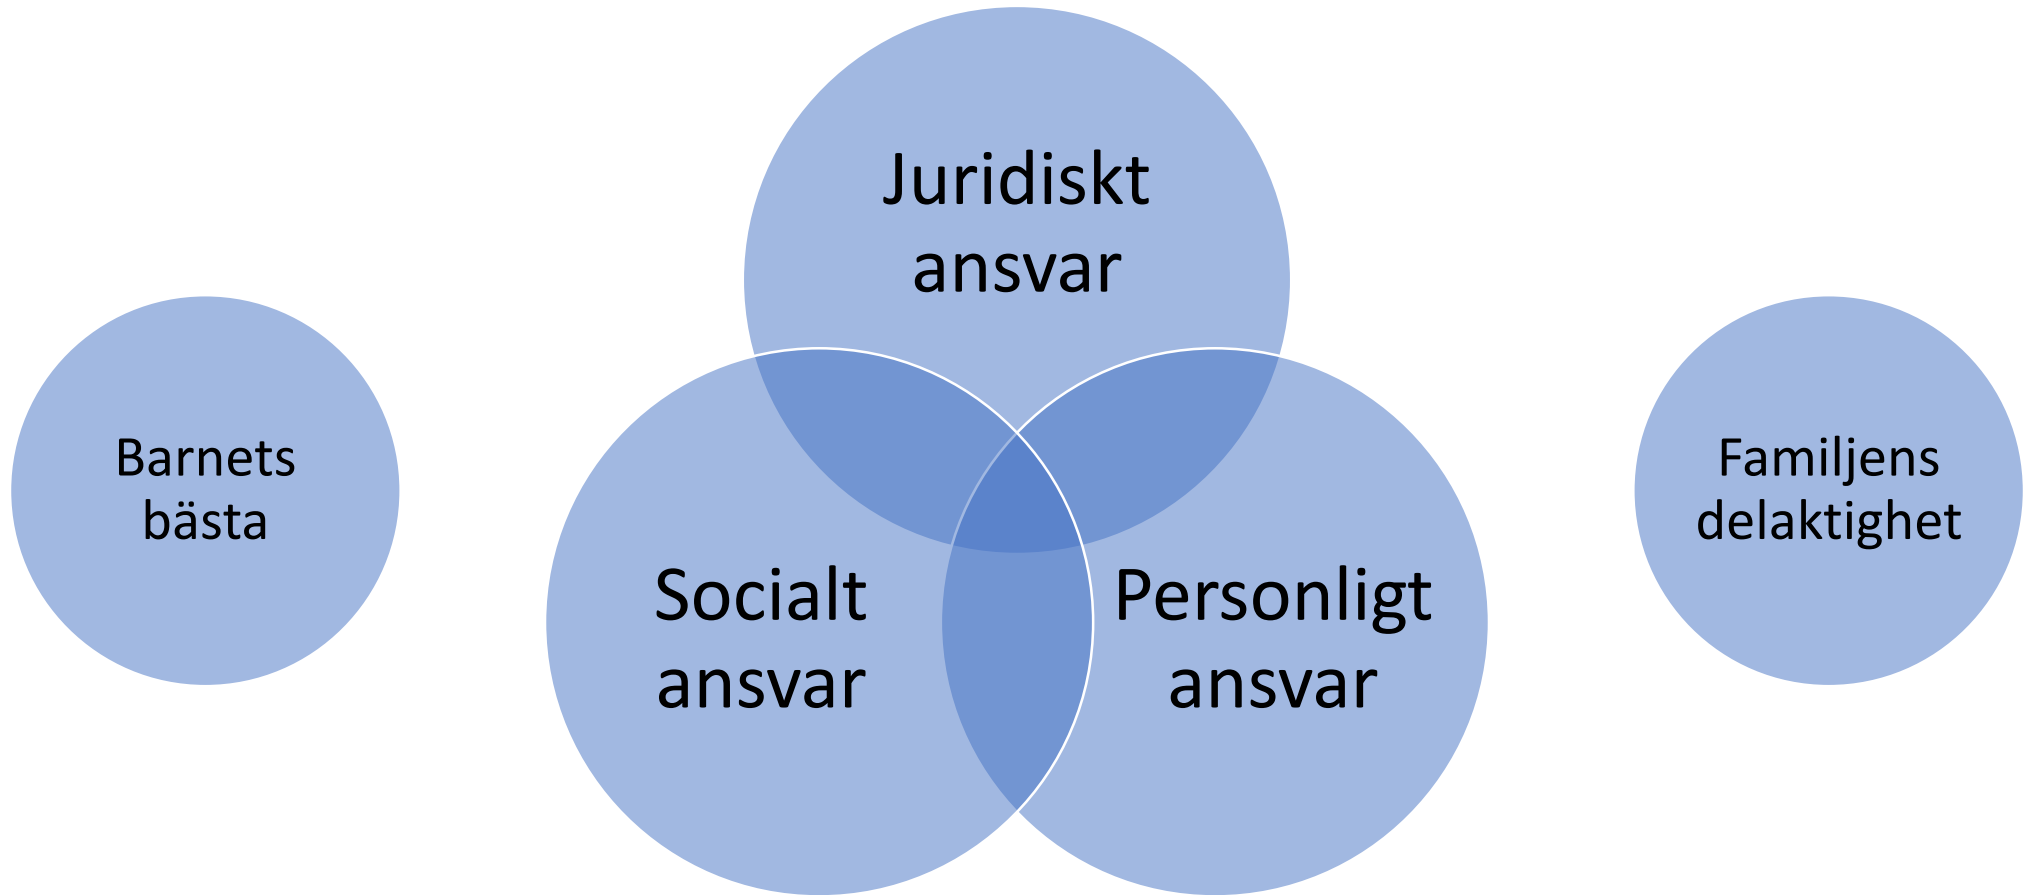 Juridiskt
ansvar
Barnets
bästa
Familjens
delaktighet
Socialt
ansvar
Personligt
ansvar